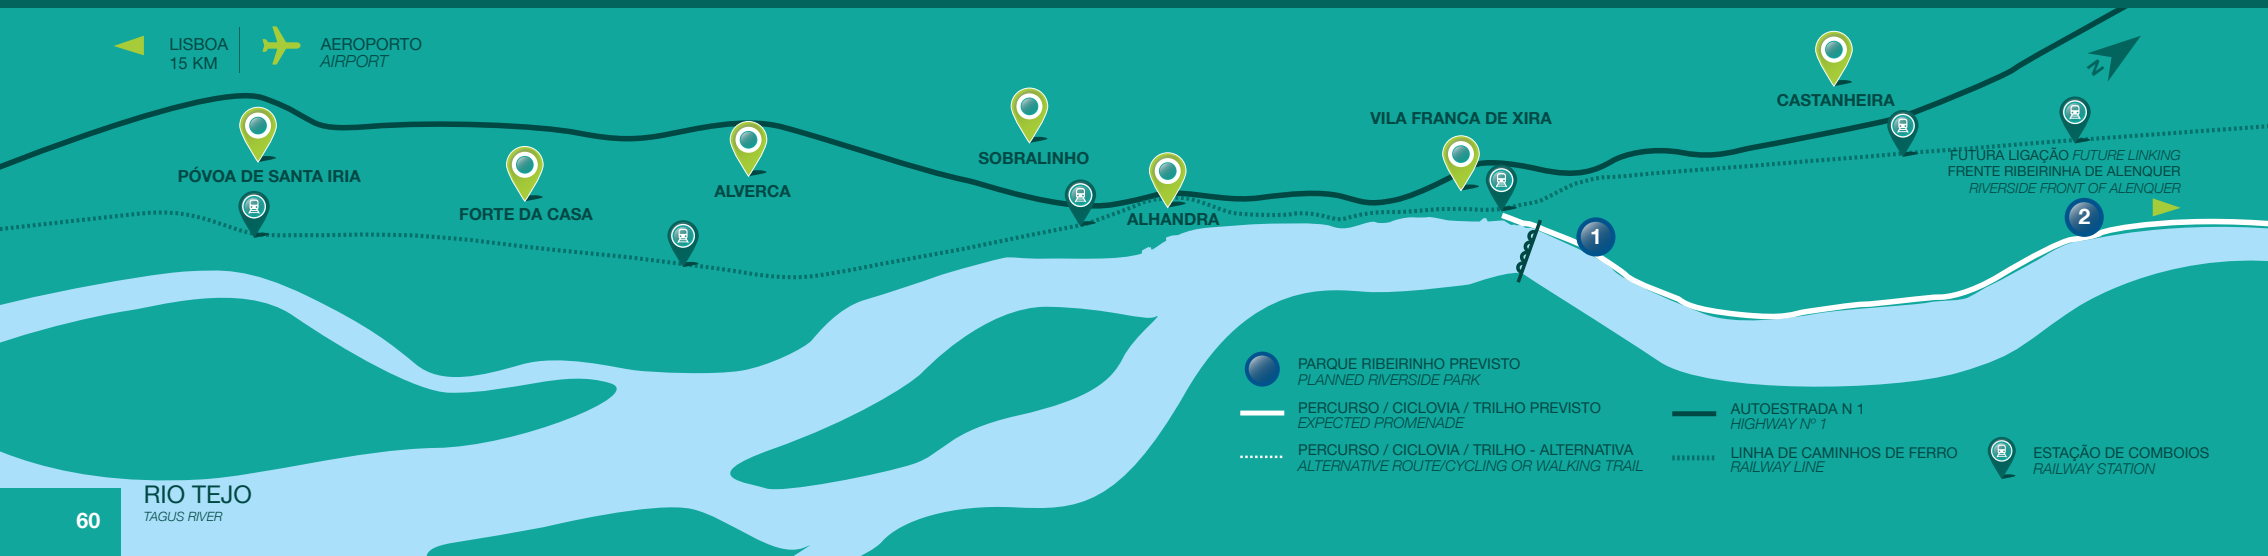 LISBOA
15 KM
AEROPORTO
AIRPORT
N
PÓVOA DE SANTA IRIA
FORTE DA CASA
ALVERCA
SOBRALINHO
ALHANDRA
VILA FRANCA DE XIRA
CASTANHEIRA
FUTURA LIGAÇÃO FUTURE LINKING
FRENTE RIBEIRINHA DE ALENQUER
RIVERSIDE FRONT OF ALENQUER
1
2
PARQUE RIBEIRINHO PREVISTO
PLANNED RIVERSIDE PARK
PERCURSO / CICLOVIA / TRILHO PREVISTO
EXPECTED PROMENADE
PERCURSO / CICLOVIA / TRILHO - ALTERNATIVA
ALTERNATIVE ROUTE/CYCLING OR WALKING TRAIL
AUTOESTRADA N 1
HIGHWAY Nº 1
LINHA DE CAMINHOS DE FERRO
RAILWAY LINE
ESTAÇÃO DE COMBOIOS
RAILWAY STATION
RIO TEJO
TAGUS RIVER
60